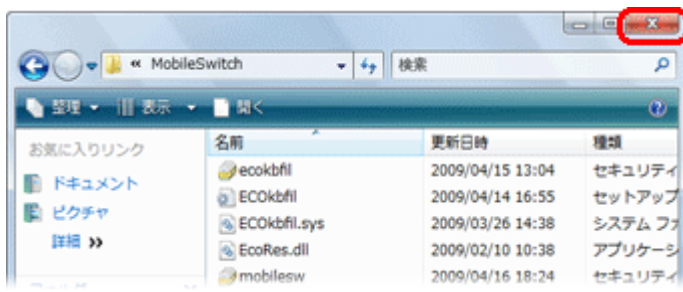 « MobileSwitch
検索
整理 表示 開く
お気に入りリンク
ドキュメント
ピクチャ
詳細 »
名前 更新日時 種類
ecokbfil 2009/04/15 13:04 セキュリティ
ECOkbfil 2009/04/14 16:55 セットアップ
ECOkbfil.sys 2009/03/26 14:38 システム ファ
EcoRes.dll 2009/02/10 10:38 アプリケーシ
mobilesw 2009/04/16 18:24 セキュリティ